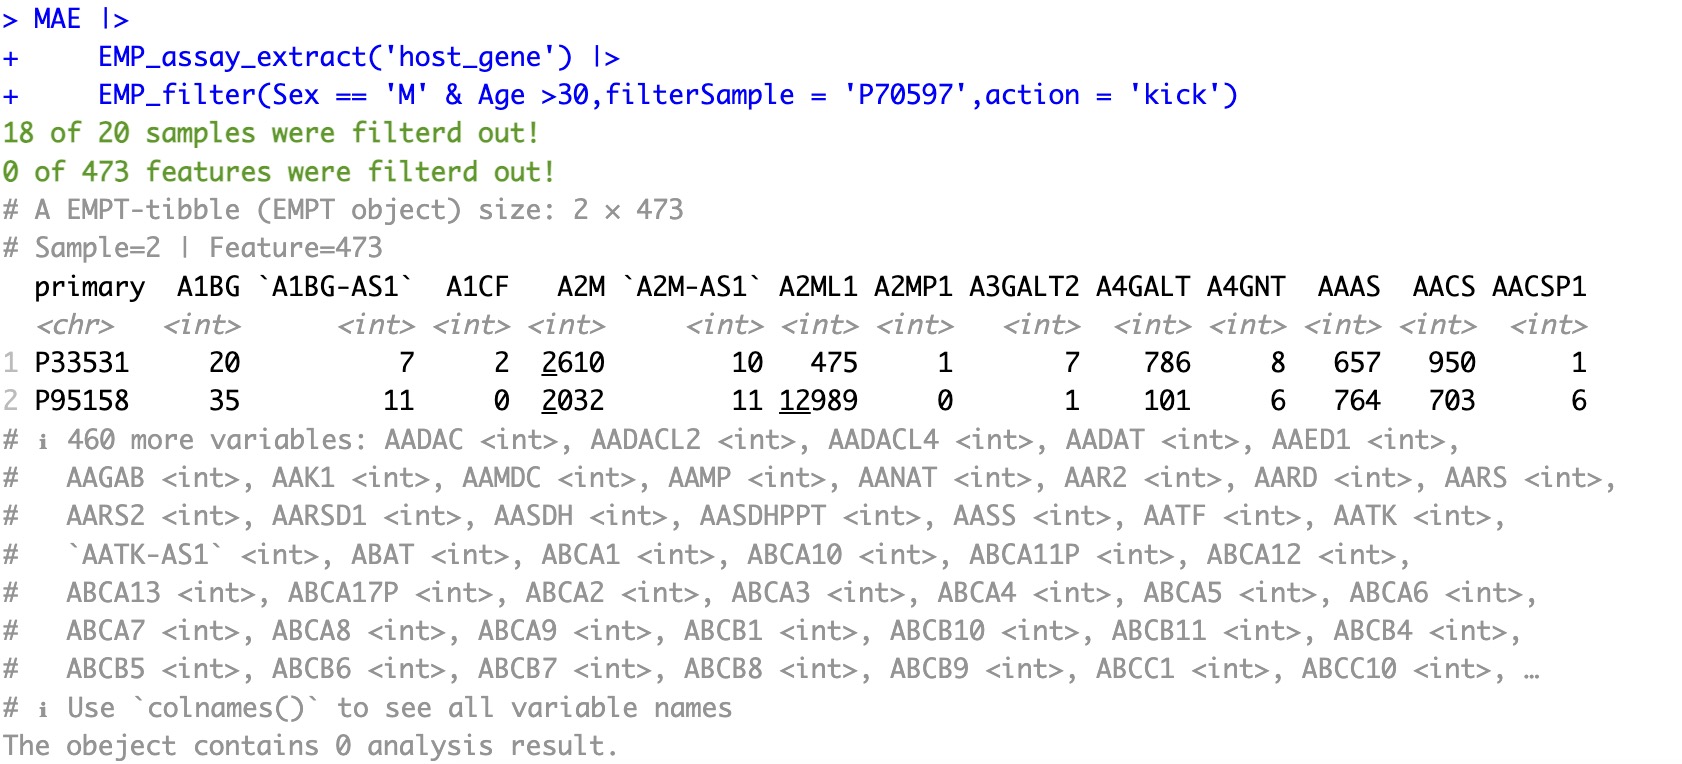 > MAE |>
+     EMP_assay_extract('host_gene') |>
+     EMP_filter(Sex == 'M' & Age >30,filterSample = 'P70597',action = 'kick')
18 of 20 samples were filterd out!
0 of 473 features were filterd out!
# A EMPT-tibble (EMPT object) size: 2 × 473
# Sample=2 | Feature=473
  primary  A1BG `A1BG-AS1`  A1CF   A2M `A2M-AS1` A2ML1 A2MP1 A3GALT2 A4GALT A4GNT  AAAS  AACS AACSP1
  <chr>   <int>      <int> <int> <int>     <int> <int> <int>   <int>  <int> <int> <int> <int>  <int>
1 P33531     20          7     2  2610        10   475     1       7    786     8   657   950      1
2 P95158     35         11     0  2032        11 12989     0       1    101     6   764   703      6
# ℹ 460 more variables: AADAC <int>, AADACL2 <int>, AADACL4 <int>, AADAT <int>, AAED1 <int>,
#   AAGAB <int>, AAK1 <int>, AAMDC <int>, AAMP <int>, AANAT <int>, AAR2 <int>, AARD <int>, AARS <int>,
#   AARS2 <int>, AARSD1 <int>, AASDH <int>, AASDHPPT <int>, AASS <int>, AATF <int>, AATK <int>,
#   `AATK-AS1` <int>, ABAT <int>, ABCA1 <int>, ABCA10 <int>, ABCA11P <int>, ABCA12 <int>,
#   ABCA13 <int>, ABCA17P <int>, ABCA2 <int>, ABCA3 <int>, ABCA4 <int>, ABCA5 <int>, ABCA6 <int>,
#   ABCA7 <int>, ABCA8 <int>, ABCA9 <int>, ABCB1 <int>, ABCB10 <int>, ABCB11 <int>, ABCB4 <int>,
#   ABCB5 <int>, ABCB6 <int>, ABCB7 <int>, ABCB8 <int>, ABCB9 <int>, ABCC1 <int>, ABCC10 <int>, …
# ℹ Use `colnames()` to see all variable names
The obeject contains 0 analysis result.